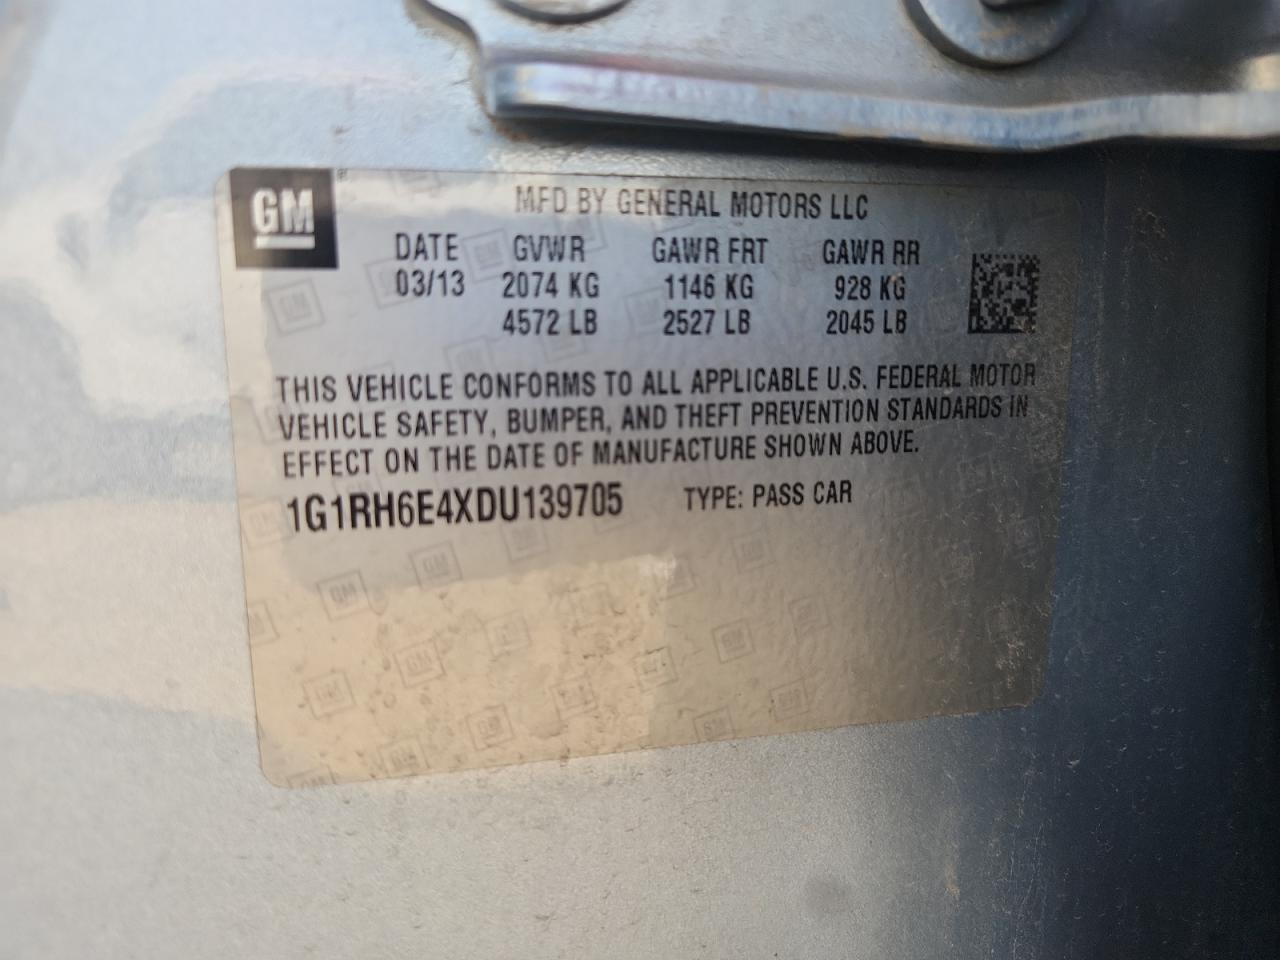 GM
MFD BY GENERAL MOTORS LLC
DATE GVWR GAWR FRT GAWR RR
03/13 2074 KG 1146 KG 928 KG
4572 LB 2527 LB 2045 LB
THIS VEHICLE CONFORMS TO ALL APPLICABLE U.S. FEDERAL MOTOR
VEHICLE SAFETY, BUMPER, AND THEFT PREVENTION STANDARDS IN
EFFECT ON THE DATE OF MANUFACTURE SHOWN ABOVE.
1G1RH6E4XDU139705 TYPE: PASS CAR